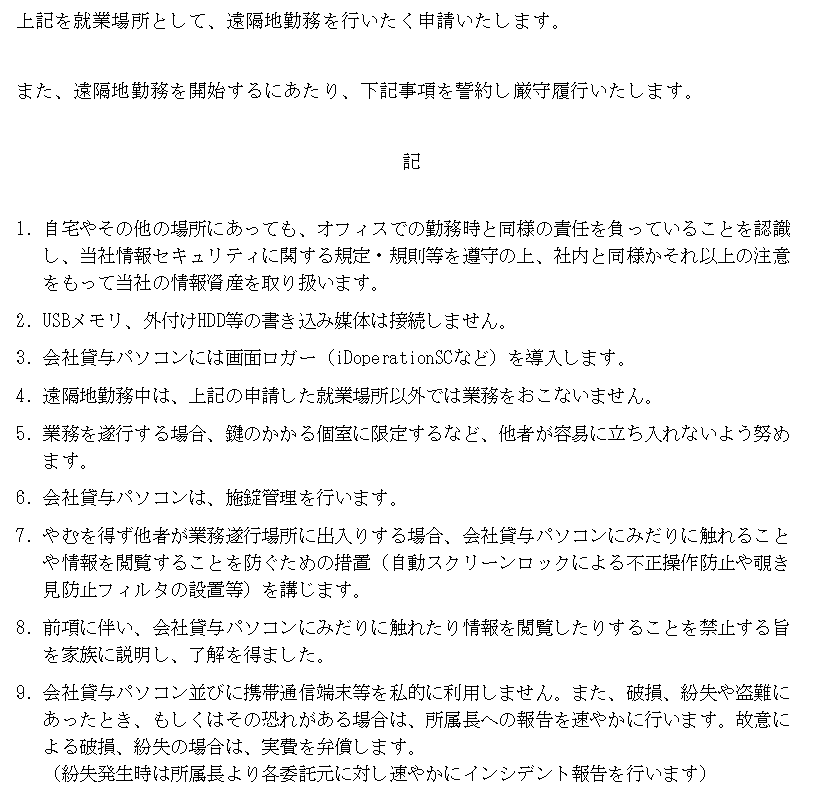 上記を就業場所として、遠隔地勤務を行いたく申請いたします。
また、遠隔地勤務を開始するにあたり、下記事項を誓約し厳守履行いたします。
記
1. 自宅やその他の場所にあっても、オフィスでの勤務時と同様の責任を負っていることを認識
し、当社情報セキュリティに関する規定・規則等を遵守の上、社内と同様かそれ以上の注意
をもって当社の情報資産を取り扱います。
2. USBメモリ、外付けHDD等の書き込み媒体は接続しません。
3. 会社貸与パソコンには画面ロガー（iDoperationSCなど）を導入します。
4. 遠隔地勤務中は、上記の申請した就業場所以外では業務をおこないません。
5. 業務を遂行する場合、鍵のかかる個室に限定するなど、他者が容易に立ち入れないよう努め
ます。
6. 会社貸与パソコンは、施錠管理を行います。
7. やむを得ず他者が業務遂行場所に出入りする場合、会社貸与パソコンにみだりに触れること
や情報を閲覧することを防ぐための措置（自動スクリーンロックによる不正操作防止や覗き
見防止フィルタの設置等）を講じます。
8. 前項に伴い、会社貸与パソコンにみだりに触れたり情報を閲覧したりすることを禁止する旨
を家族に説明し、了解を得ました。
9. 会社貸与パソコン並びに携帯通信端末等を私的に利用しません。また、破損、紛失や盗難に
あったとき、もしくはその恐れがある場合は、所属長への報告を速やかに行います。故意に
よる破損、紛失の場合は、実費を弁償します。
（紛失発生時は所属長より各委託元に対し速やかにインシデント報告を行います）